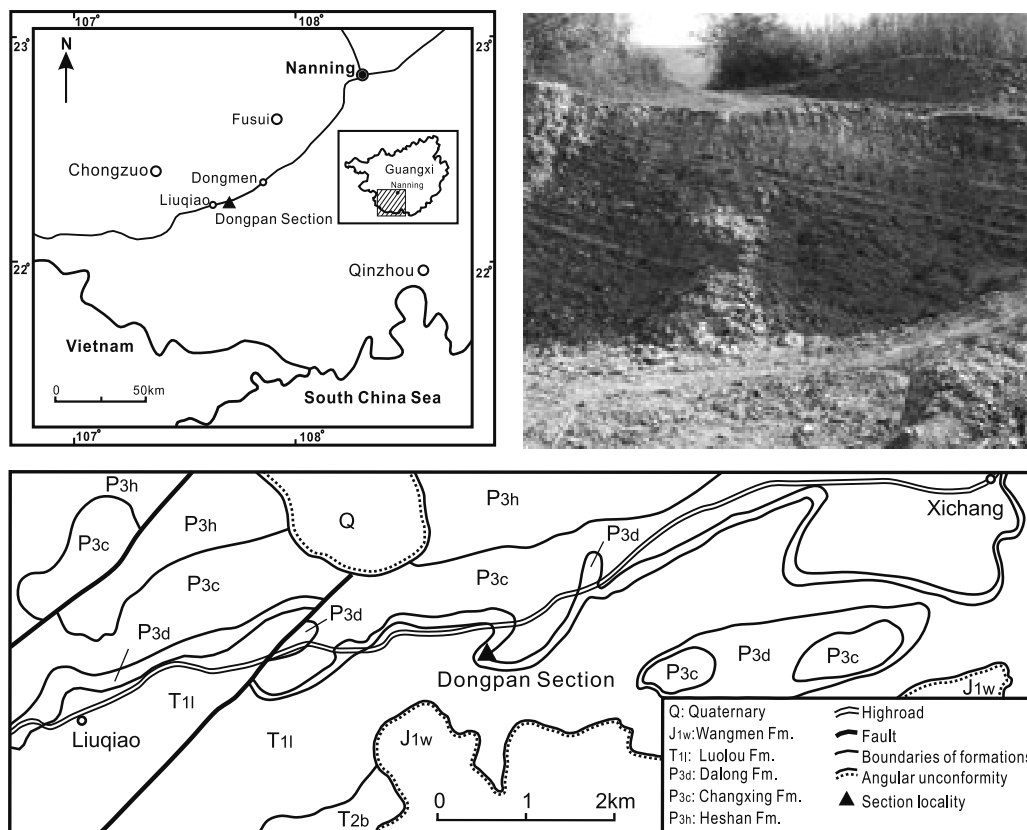 107° 108°
23° 23°
N
Nanning
Fusui
Chongzuo
Guangxi
Nanning
Dongmen
Liuqiao
Dongpan Section
22° 22°
Qinzhou
Vietnam
0 50km
South China Sea
107° 108°
P3h
P3h
P3h
Xichang
Q
P3c
P3d
P3c
P3c
P3d
P3d
P3c
P3d
P3c
Dongpan Section
J1w
T1l
Liuqiao
T1l
J1w
0 1 2km
T2b
Q: Quaternary
J1w: Wangmen Fm.
T1l: Luolou Fm.
P3d: Dalong Fm.
P3c: Changxing Fm.
P3h: Heshan Fm.
Highroad
Fault
Boundaries of formations
Angular unconformity
Section locality